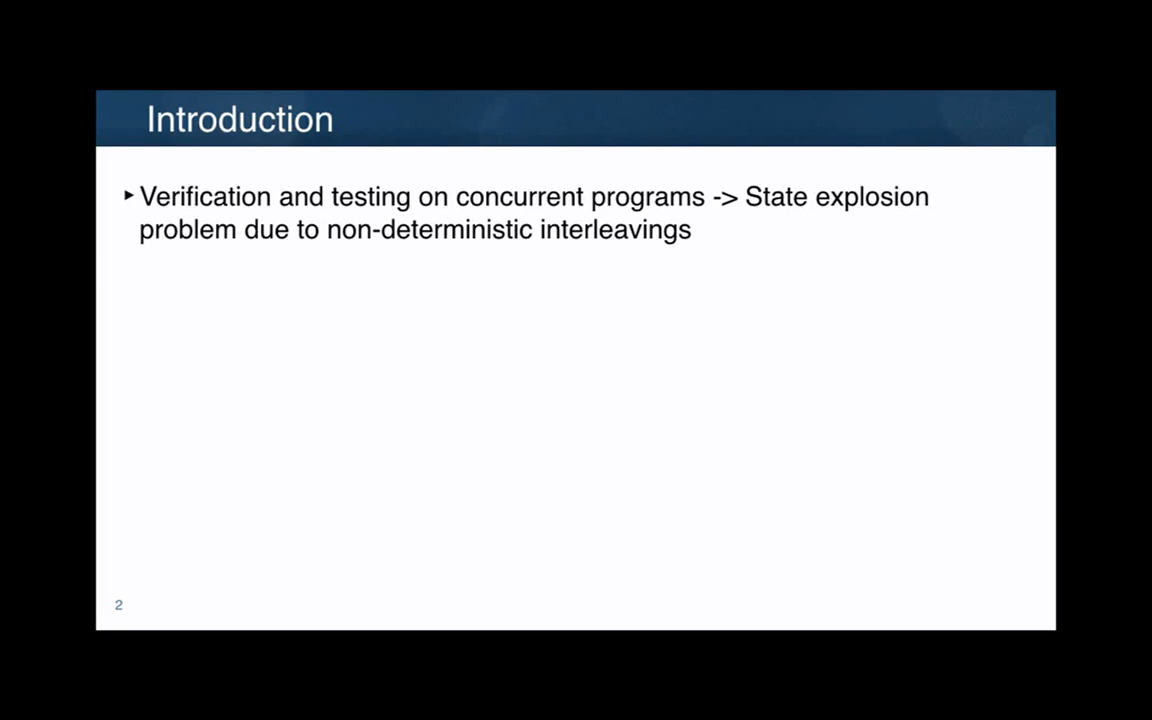 Introduction
▸ Verification and testing on concurrent programs -> State explosion
problem due to non-deterministic interleavings
2